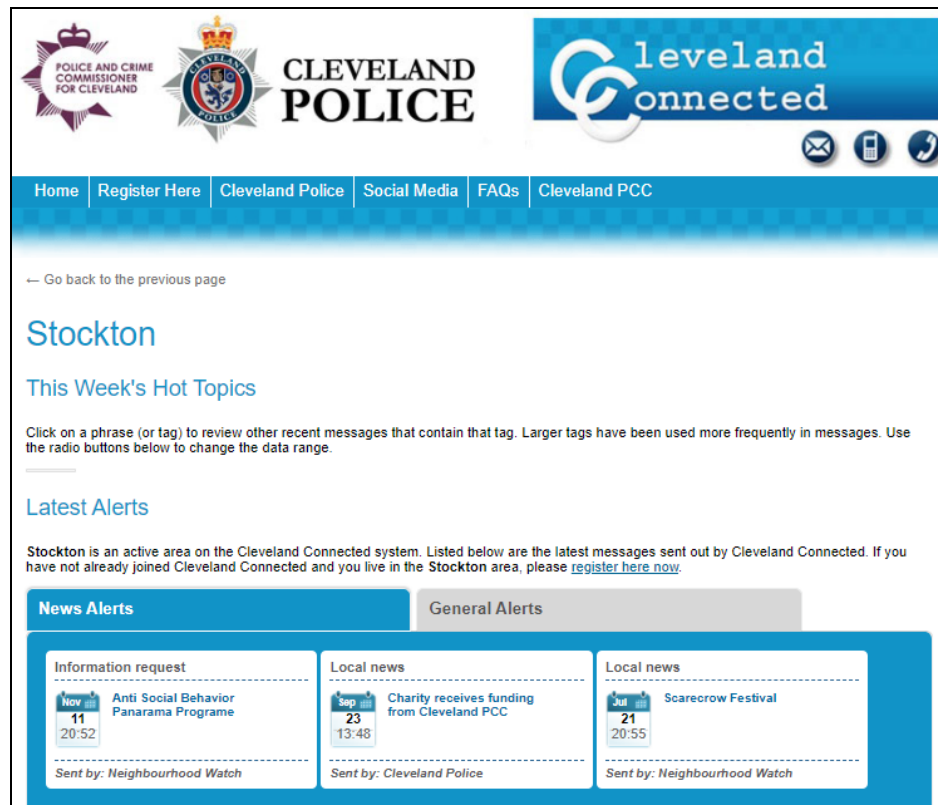 POLICE AND CRIME
COMMISSIONER
FOR CLEVELAND
POLICE
CLEVELAND
POLICE
Cleveland
Connected
Home
Register Here
Cleveland Police
Social Media
FAQs
Cleveland PCC
← Go back to the previous page
Stockton
This Week's Hot Topics
Click on a phrase (or tag) to review other recent messages that contain that tag. Larger tags have been used more frequently in messages. Use
the radio buttons below to change the data range.
Latest Alerts
Stockton is an active area on the Cleveland Connected system. Listed below are the latest messages sent out by Cleveland Connected. If you
have not already joined Cleveland Connected and you live in the Stockton area, please register here now.
News Alerts
General Alerts
Information request
Nov
11
20:52
Anti Social Behavior
Panarama Programe
Sent by: Neighbourhood Watch
Local news
Sep
23
13:48
Charity receives funding
from Cleveland PCC
Sent by: Cleveland Police
Local news
Jul
21
20:55
Scarecrow Festival
Sent by: Neighbourhood Watch